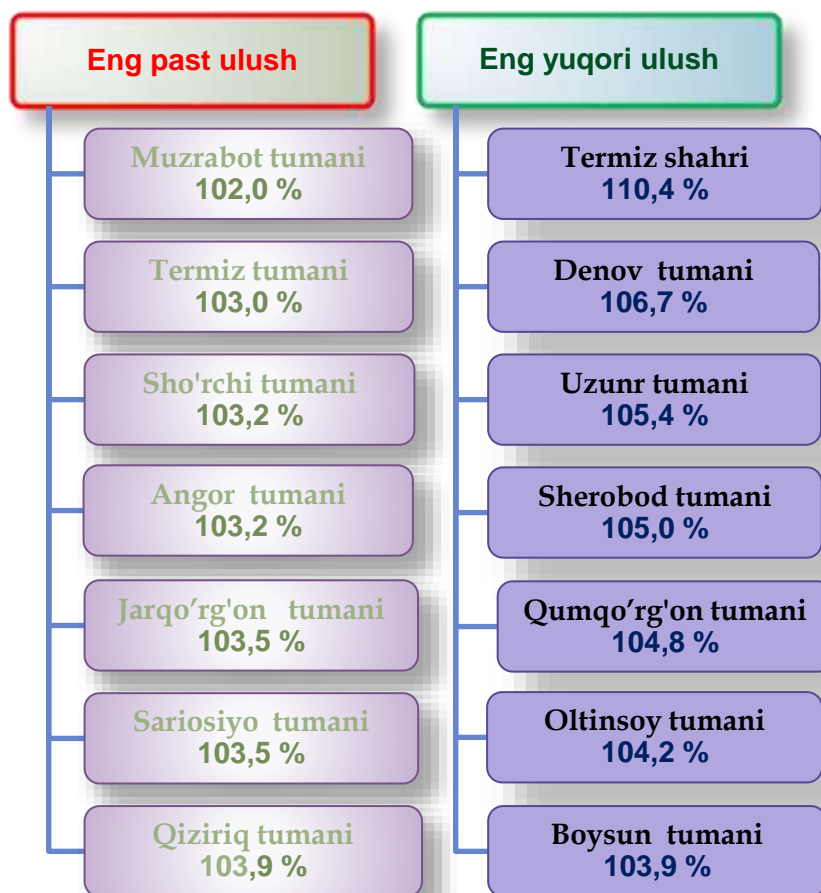 Eng past ulush
Muzrabot tumani
102,0 %
Termiz tumani
103,0 %
Sho'rchi tumani
103,2 %
Angor tumani
103,2 %
Jarqo’rg'on tumani
103,5 %
Sariosiyo tumani
103,5 %
Qiziriq tumani
103,9 %
Eng yuqori ulush
Termiz shahri
110,4 %
Denov tumani
106,7 %
Uzunr tumani
105,4 %
Sherobod tumani
105,0 %
Qumqo’rg'on tumani
104,8 %
Oltinsoy tumani
104,2 %
Boysun tumani
103,9 %